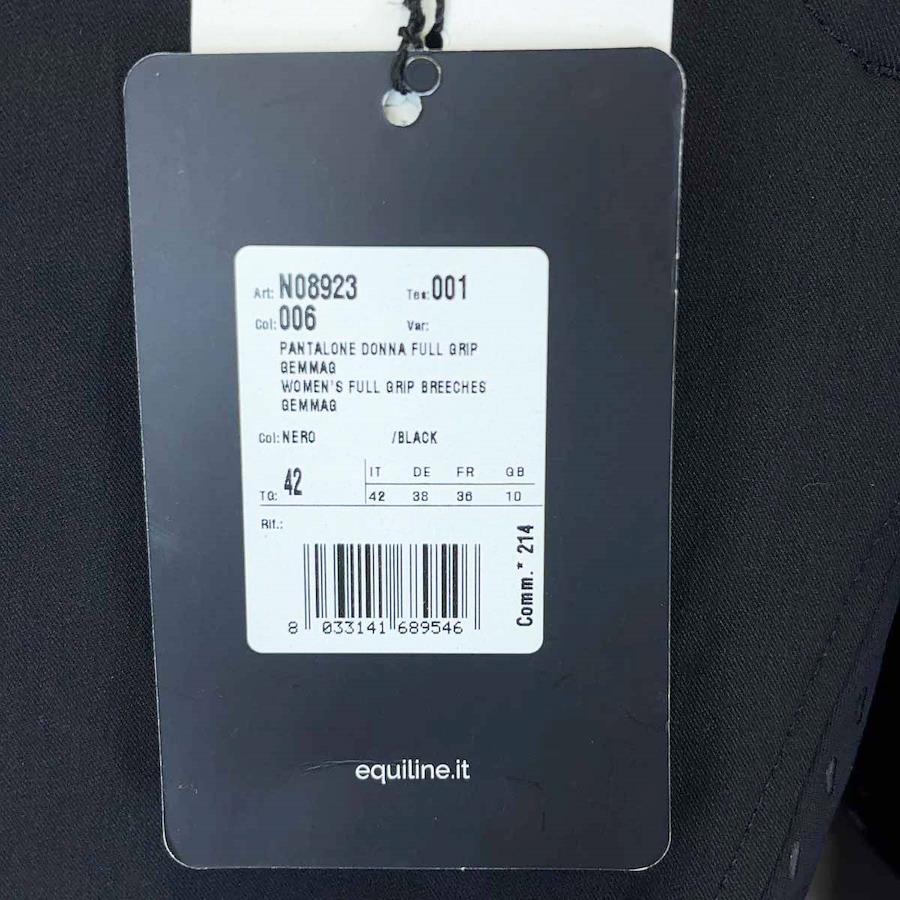 Art: N08923 Tes: 001
Col: 006 Var:
PANTALONE DONNA FULL GRIP
GEMMAG
WOMEN'S FULL GRIP BREECHES
GEMMAG
Col: NERO /BLACK
TG: 42
IT DE FR GB
42 38 36 10
Rif.:
Comm.* 214
8 033141 689546
equiline.it